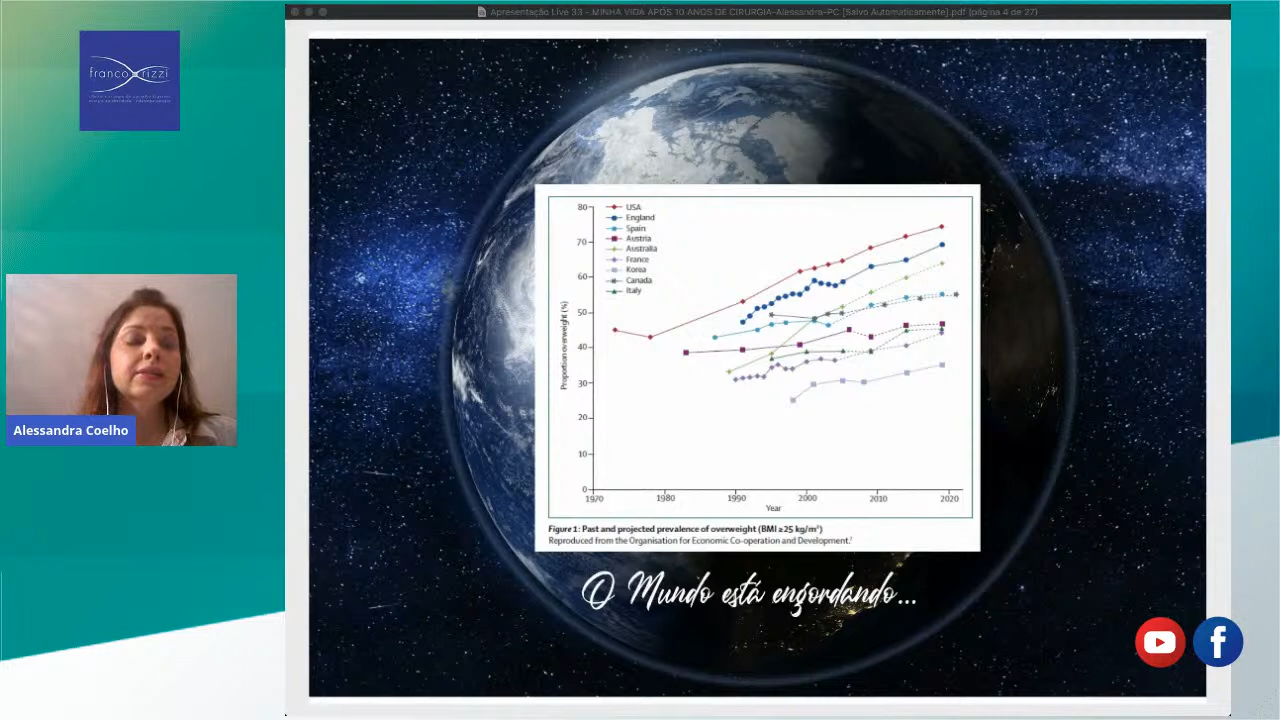 Apresentação Live 33 - MINHA VIDA APÓS 10 ANOS DE CIRURGIA-Alessandra-PC [Salvo Automaticamente].pdf (página 4 de 27)
franco rizzi
Alessandra Coelho
USA
England
Spain
Austria
Australia
France
Korea
Canada
Italy
80
70
60
50
40
30
20
10
0
Proportion overweight (%)
1970 1980 1990 2000 2010 2020
Year
Figure 1: Past and projected prevalence of overweight (BMI ≥25 kg/m²)
Reproduced from the Organisation for Economic Co-operation and Development.
O Mundo está engordando...
f